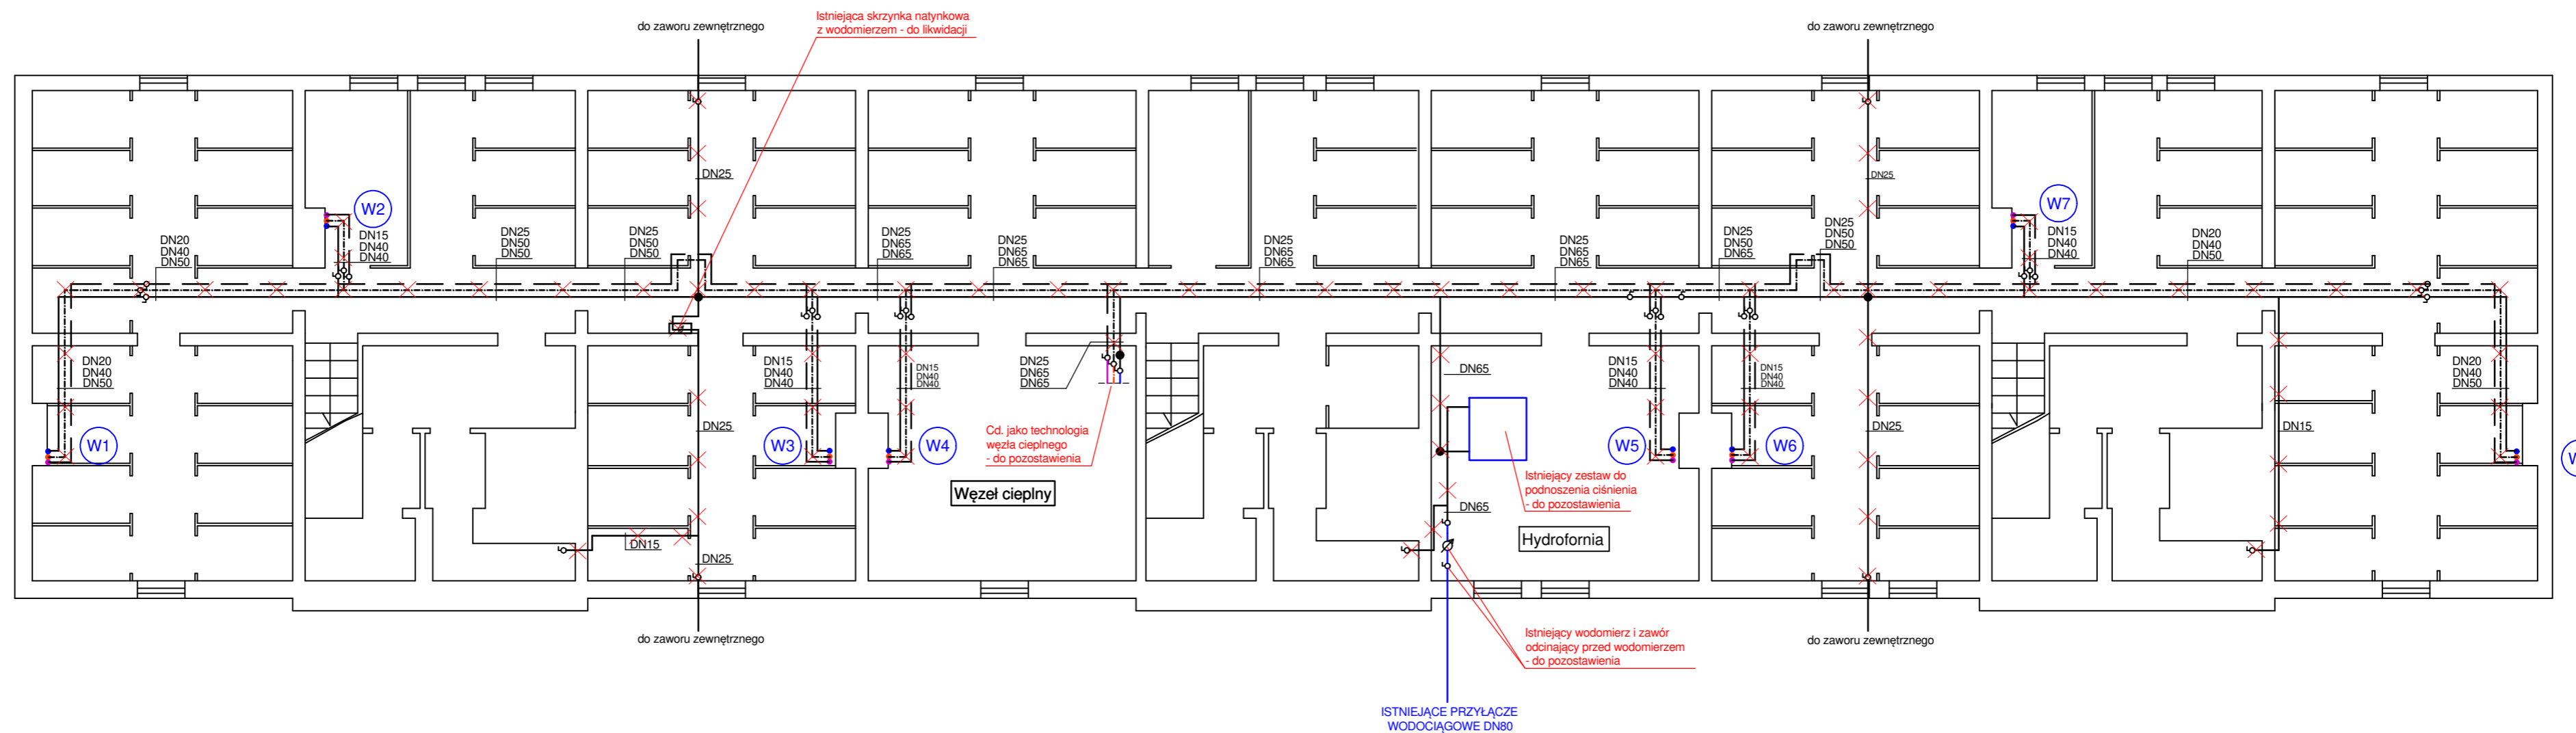 Istniejąca skrzynka natynkowa
z wodomierzem - do likwidacji
do zaworu zewnętrznego
do zaworu zewnętrznego
DN25
DN25
W2
W7
DN20
DN40
DN50
DN15
DN40
DN40
DN25
DN50
DN50
DN25
DN50
DN50
DN25
DN65
DN65
DN25
DN65
DN65
DN25
DN65
DN65
DN25
DN65
DN65
DN25
DN50
DN65
DN25
DN50
DN50
DN15
DN40
DN40
DN20
DN40
DN50
DN20
DN40
DN50
DN15
DN40
DN40
DN15
DN40
DN40
DN25
DN65
DN65
DN65
DN15
DN40
DN40
DN15
DN40
DN40
DN20
DN40
DN50
W1
DN25
W3
W4
Cd. jako technologia
węzła cieplnego
- do pozostawienia
W5
W6
DN25
DN15
W
Węzeł cieplny
Istniejący zestaw do
podnoszenia ciśnienia
- do pozostawienia
DN65
Hydrofornia
DN15
DN25
do zaworu zewnętrznego
Istniejący wodomierz i zawór
odcinający przed wodomierzem
- do pozostawienia
do zaworu zewnętrznego
ISTNIEJĄCE PRZYŁĄCZE
WODOCIĄGOWE DN80